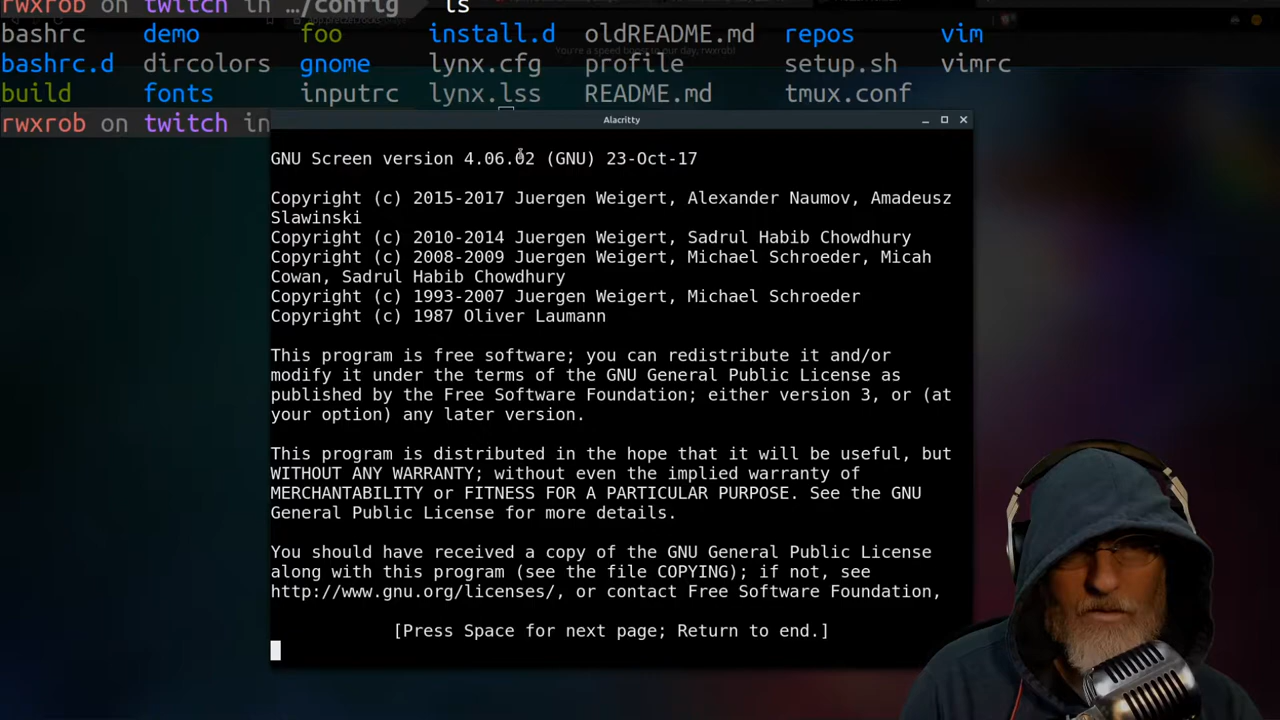 rwxrob on twitch in …/config ls
bashrc demo foo install.d oldREADME.md repos vim
You're a speed boost to our day, rwxrob!
bashrc.d dircolors gnome lynx.cfg profile setup.sh vimrc
build fonts inputrc lynx.lss README.md tmux.conf
rwxrob on twitch in
Alacritty
GNU Screen version 4.06.02 (GNU) 23-Oct-17
Copyright (c) 2015-2017 Juergen Weigert, Alexander Naumov, Amadeusz
Slawinski
Copyright (c) 2010-2014 Juergen Weigert, Sadrul Habib Chowdhury
Copyright (c) 2008-2009 Juergen Weigert, Michael Schroeder, Micah
Cowan, Sadrul Habib Chowdhury
Copyright (c) 1993-2007 Juergen Weigert, Michael Schroeder
Copyright (c) 1987 Oliver Laumann
This program is free software; you can redistribute it and/or
modify it under the terms of the GNU General Public License as
published by the Free Software Foundation; either version 3, or (at
your option) any later version.
This program is distributed in the hope that it will be useful, but
WITHOUT ANY WARRANTY; without even the implied warranty of
MERCHANTABILITY or FITNESS FOR A PARTICULAR PURPOSE. See the GNU
General Public License for more details.
You should have received a copy of the GNU General Public License
along with this program (see the file COPYING); if not, see
http://www.gnu.org/licenses/, or contact Free Software Foundation,
[Press Space for next page; Return to end.]